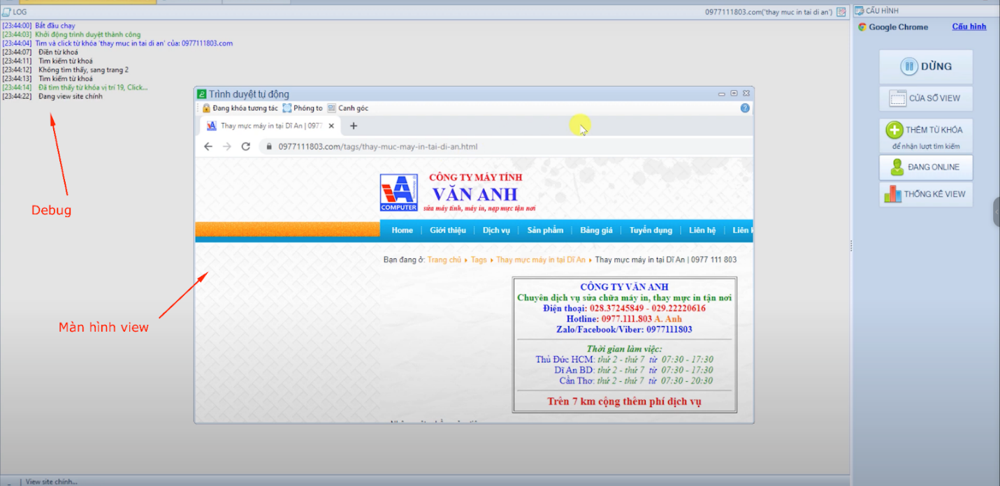 LOG
0977111803.com('thay muc in tai di an')
CẤU HÌNH
[23:44:00] Bắt đầu chạy
[23:44:03] Khởi động trình duyệt thành công
[23:44:04] Tìm và click từ khóa 'thay muc in tai di an' của: 0977111803.com
[23:44:07] Điền từ khoá
[23:44:11] Tìm kiếm từ khoá
[23:44:12] Không tìm thấy, sang trang 2
[23:44:13] Tìm kiếm từ khoá
[23:44:14] Đã tìm thấy từ khóa vị trí 19, Click...
[23:44:22] Đang view site chính
Debug
Màn hình view
Trình duyệt tự động
Đang khóa tương tác Phóng to Canh góc
Thay mực máy in tại Dĩ An | 0977
0977111803.com/tags/thay-muc-may-in-tai-di-an.html
COMPUTER
CÔNG TY MÁY TÍNH
VĂN ANH
sửa máy tính, máy in, nạp mực tận nơi
Home Giới thiệu Dịch vụ Sản phẩm Bảng giá Tuyển dụng Liên hệ Liên
Bạn đang ở: Trang chủ Tags Thay mực máy in tại Dĩ An Thay mực máy in tại Dĩ An | 0977 111 803
CÔNG TY VĂN ANH
Chuyên dịch vụ sửa chữa máy in, thay mực in tận nơi
Điện thoại: 028.37245849 - 029.22220616
Hotline: 0977.111.803 A. Anh
Zalo/Facebook/Viber: 0977111803
Thời gian làm việc:
Thủ Đức HCM: thứ 2 - thứ 7 từ 07:30 - 17:30
Dĩ An BD: thứ 2 - thứ 7 từ 07:30 - 17:30
Cần Thơ: thứ 2 - thứ 7 từ 07:30 - 20:30
Trên 7 km cộng thêm phí dịch vụ
Google Chrome Cấu hình
DỪNG
CỬA SỔ VIEW
THÊM TỪ KHÓA
để nhận lượt tìm kiếm
ĐANG ONLINE
THỐNG KÊ VIEW
View site chính...